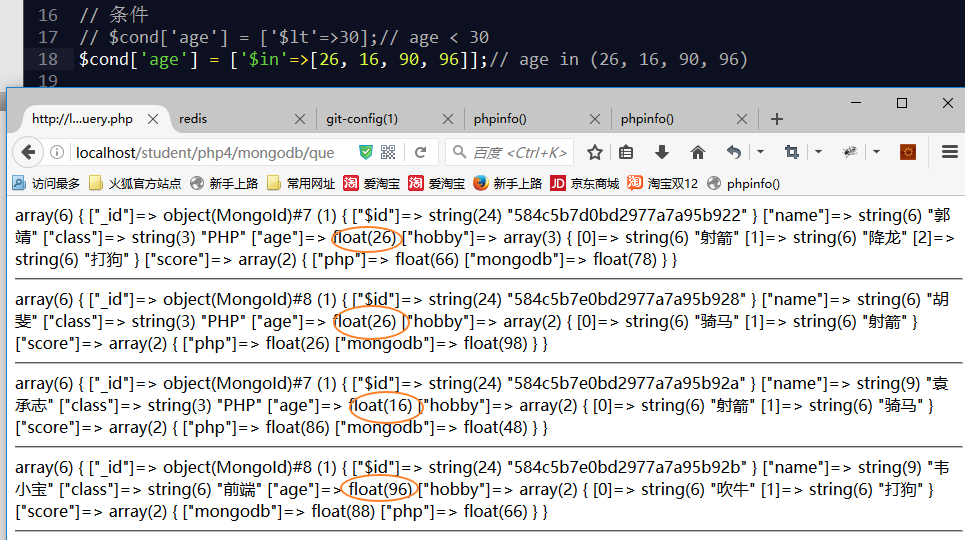 16 // 条件
17 // $cond['age'] = ['$lt'=>30];// age < 30
18 $cond['age'] = ['$in'=>[26, 16, 90, 96]];// age in (26, 16, 90, 96)
19
http://l...uery.php redis git-config(1) phpinfo() phpinfo()
localhost/student/php4/mongodb/que 百度 <Ctrl+K>
访问最多 火狐官方站点 新手上路 常用网址 淘 爱淘宝 淘 爱淘宝 新手上路 JD 京东商城 淘 淘宝双12 phpinfo()
array(6) { ["_id"]=> object(MongoId)#7 (1) { ["$id"]=> string(24) "584c5b7d0bd2977a7a95b922" } ["name"]=> string(6) "郭
靖" ["class"]=> string(3) "PHP" ["age"]=> float(26) ["hobby"]=> array(3) { [0]=> string(6) "射箭" [1]=> string(6) "降龙" [2]=>
string(6) "打狗" } ["score"]=> array(2) { ["php"]=> float(66) ["mongodb"]=> float(78) } }
array(6) { ["_id"]=> object(MongoId)#8 (1) { ["$id"]=> string(24) "584c5b7e0bd2977a7a95b928" } ["name"]=> string(6) "胡
斐" ["class"]=> string(3) "PHP" ["age"]=> float(26) ["hobby"]=> array(2) { [0]=> string(6) "骑马" [1]=> string(6) "射箭" }
["score"]=> array(2) { ["php"]=> float(26) ["mongodb"]=> float(98) } }
array(6) { ["_id"]=> object(MongoId)#7 (1) { ["$id"]=> string(24) "584c5b7e0bd2977a7a95b92a" } ["name"]=> string(9) "袁
承志" ["class"]=> string(3) "PHP" ["age"]=> float(16) ["hobby"]=> array(2) { [0]=> string(6) "射箭" [1]=> string(6) "骑马" }
["score"]=> array(2) { ["php"]=> float(86) ["mongodb"]=> float(48) } }
array(6) { ["_id"]=> object(MongoId)#8 (1) { ["$id"]=> string(24) "584c5b7e0bd2977a7a95b92b" } ["name"]=> string(9) "韦
小宝" ["class"]=> string(6) "前端" ["age"]=> float(96) ["hobby"]=> array(2) { [0]=> string(6) "吹牛" [1]=> string(6) "打狗" }
["score"]=> array(2) { ["mongodb"]=> float(88) ["php"]=> float(66) } }